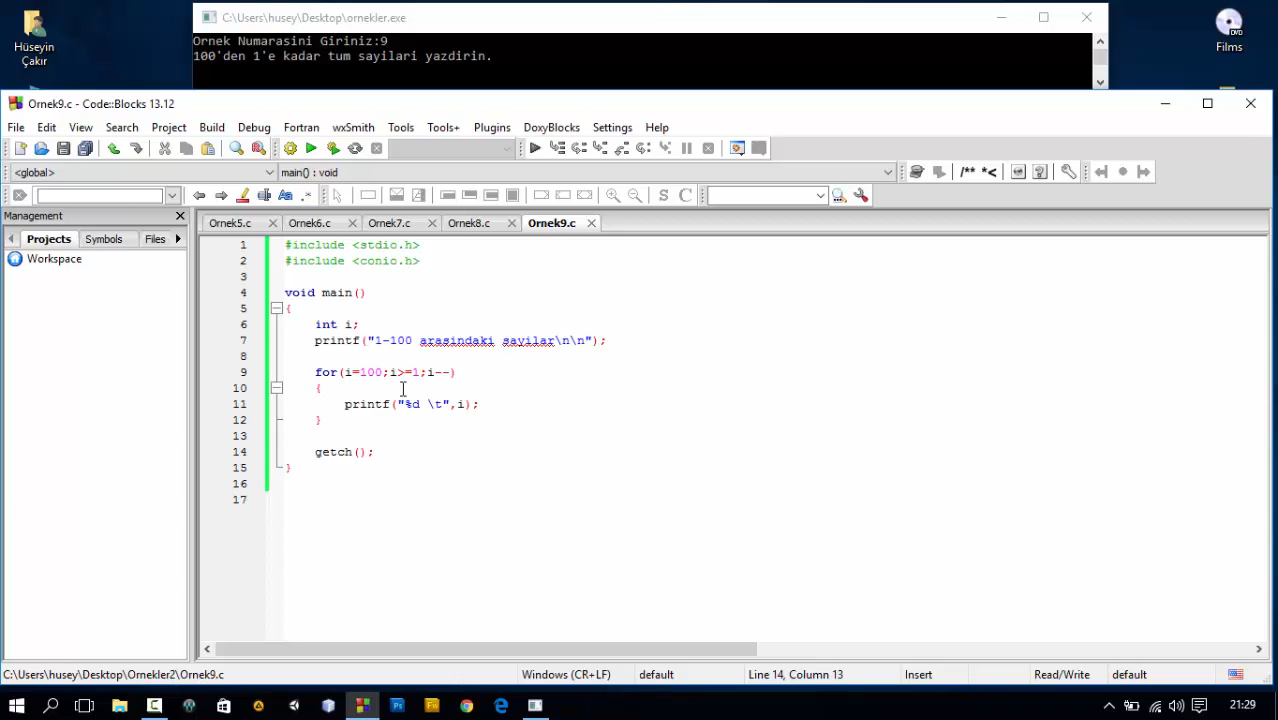 Hüseyin
Çakır
C:\Users\husey\Desktop\ornekler.exe
Ornek Numarasini Giriniz:9
100'den 1'e kadar tum sayilari yazdirin.
DVD
Films
Ornek9.c - Code::Blocks 13.12
File Edit View Search Project Build Debug Fortran wxSmith Tools Tools+ Plugins DoxyBlocks Settings Help
<global> main() : void
/** *<
Aa .* S C
Management
Projects Symbols Files
Workspace
Ornek5.c Ornek6.c Ornek7.c Ornek8.c Ornek9.c
1 #include <stdio.h>
2 #include <conio.h>
3
4 void main()
5 {
6 int i;
7 printf("1-100 arasindaki sayilar\n\n");
8
9 for(i=100;i>=1;i--)
10 {
11 printf("%d \t",i);
12 }
13
14 getch();
15 }
16
17
C:\Users\husey\Desktop\Ornekler2\Ornek9.c Windows (CR+LF) default Line 14, Column 13 Insert Read/Write default
Ps Fw 21:29